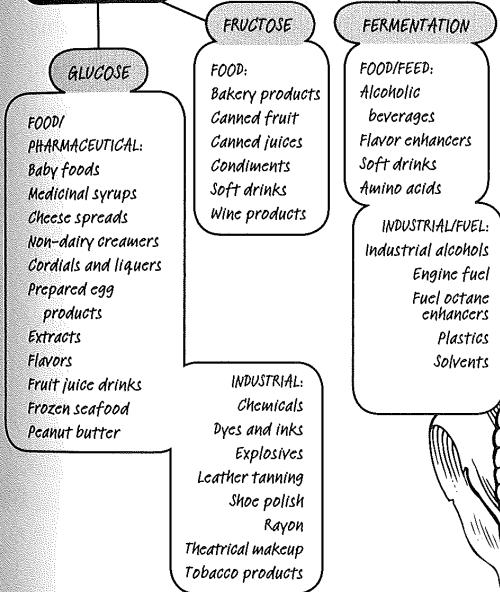 GLUCOSE
FOOD/
PHARMACEUTICAL:
Baby foods
Medicinal syrups
Cheese spreads
Non-dairy creamers
Cordials and liquers
Prepared egg
products
Extracts
Flavors
Fruit juice drinks
Frozen seafood
Peanut butter
INDUSTRIAL:
Chemicals
Dyes and inks
Explosives
Leather tanning
Shoe polish
Rayon
Theatrical makeup
Tobacco products
FRUCTOSE
FOOD:
Bakery products
Canned fruit
Canned juices
Condiments
Soft drinks
Wine products
FERMENTATION
FOOD/FEED:
Alcoholic
beverages
Flavor enhancers
Soft drinks
Amino acids
INDUSTRIAL/FUEL:
Industrial alcohols
Engine fuel
Fuel octane
enhancers
Plastics
Solvents